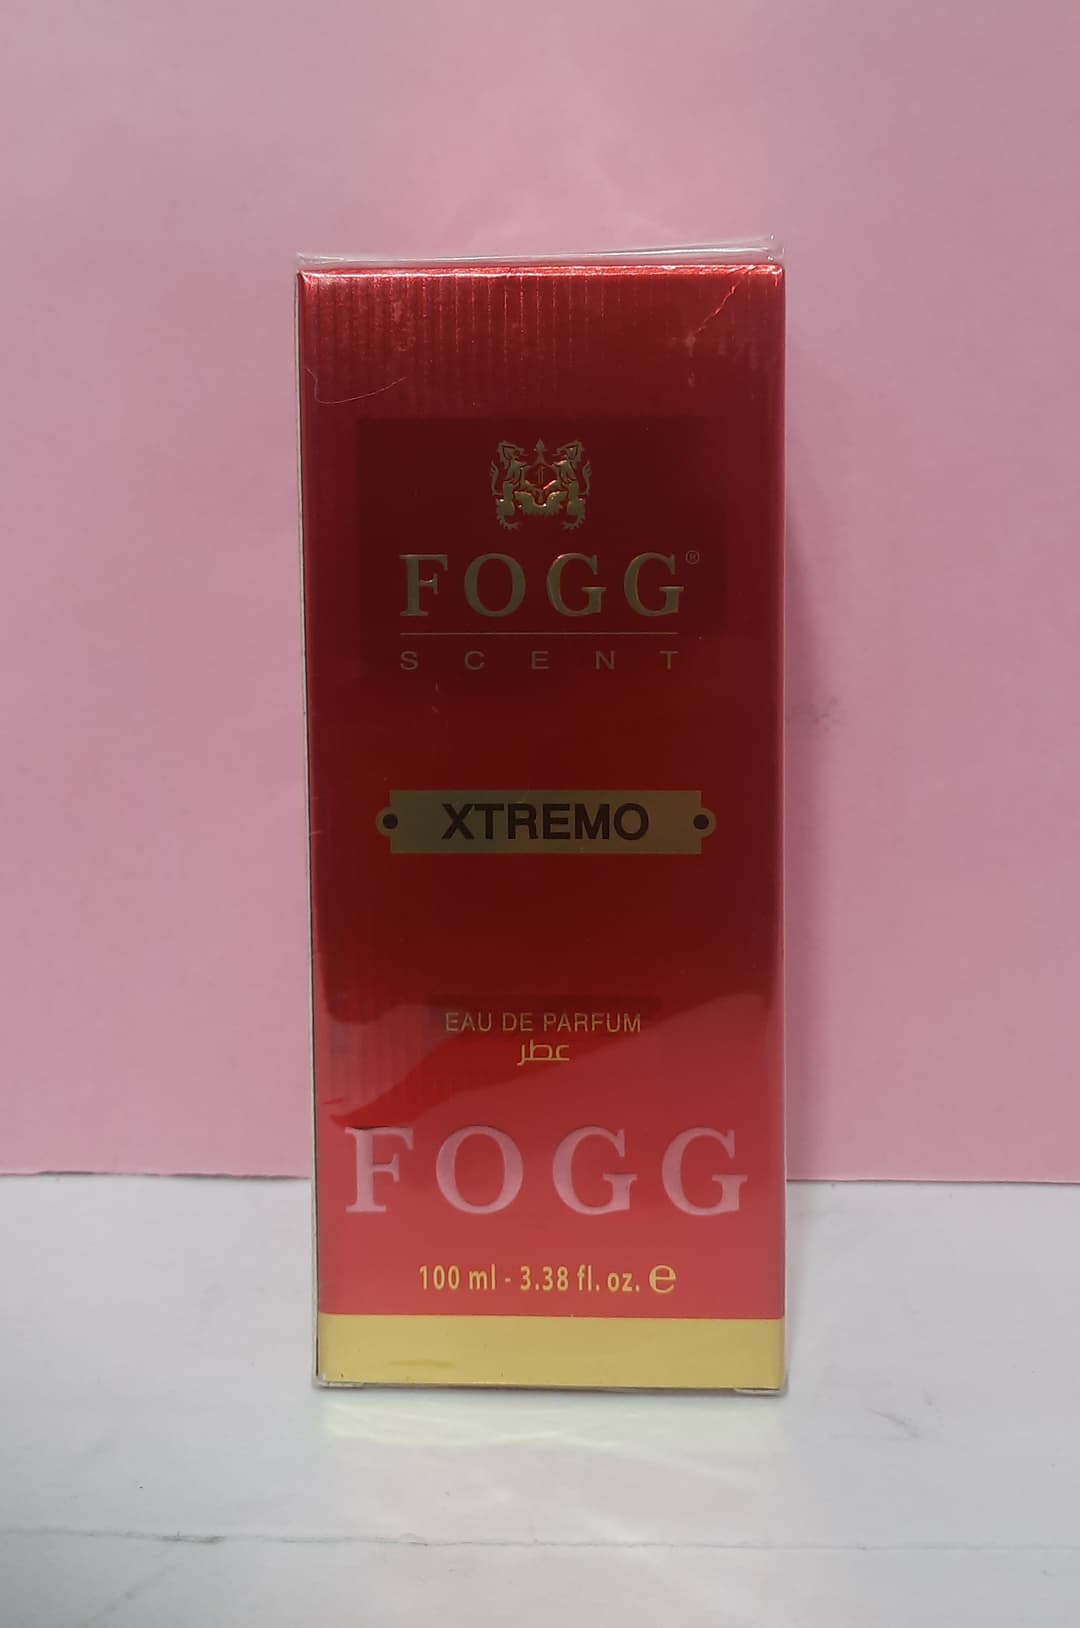 FOGG®
SCENT
XTREMO
EAU DE PARFUM
عطر
FOGG
100 ml - 3.38 fl. oz. ℮